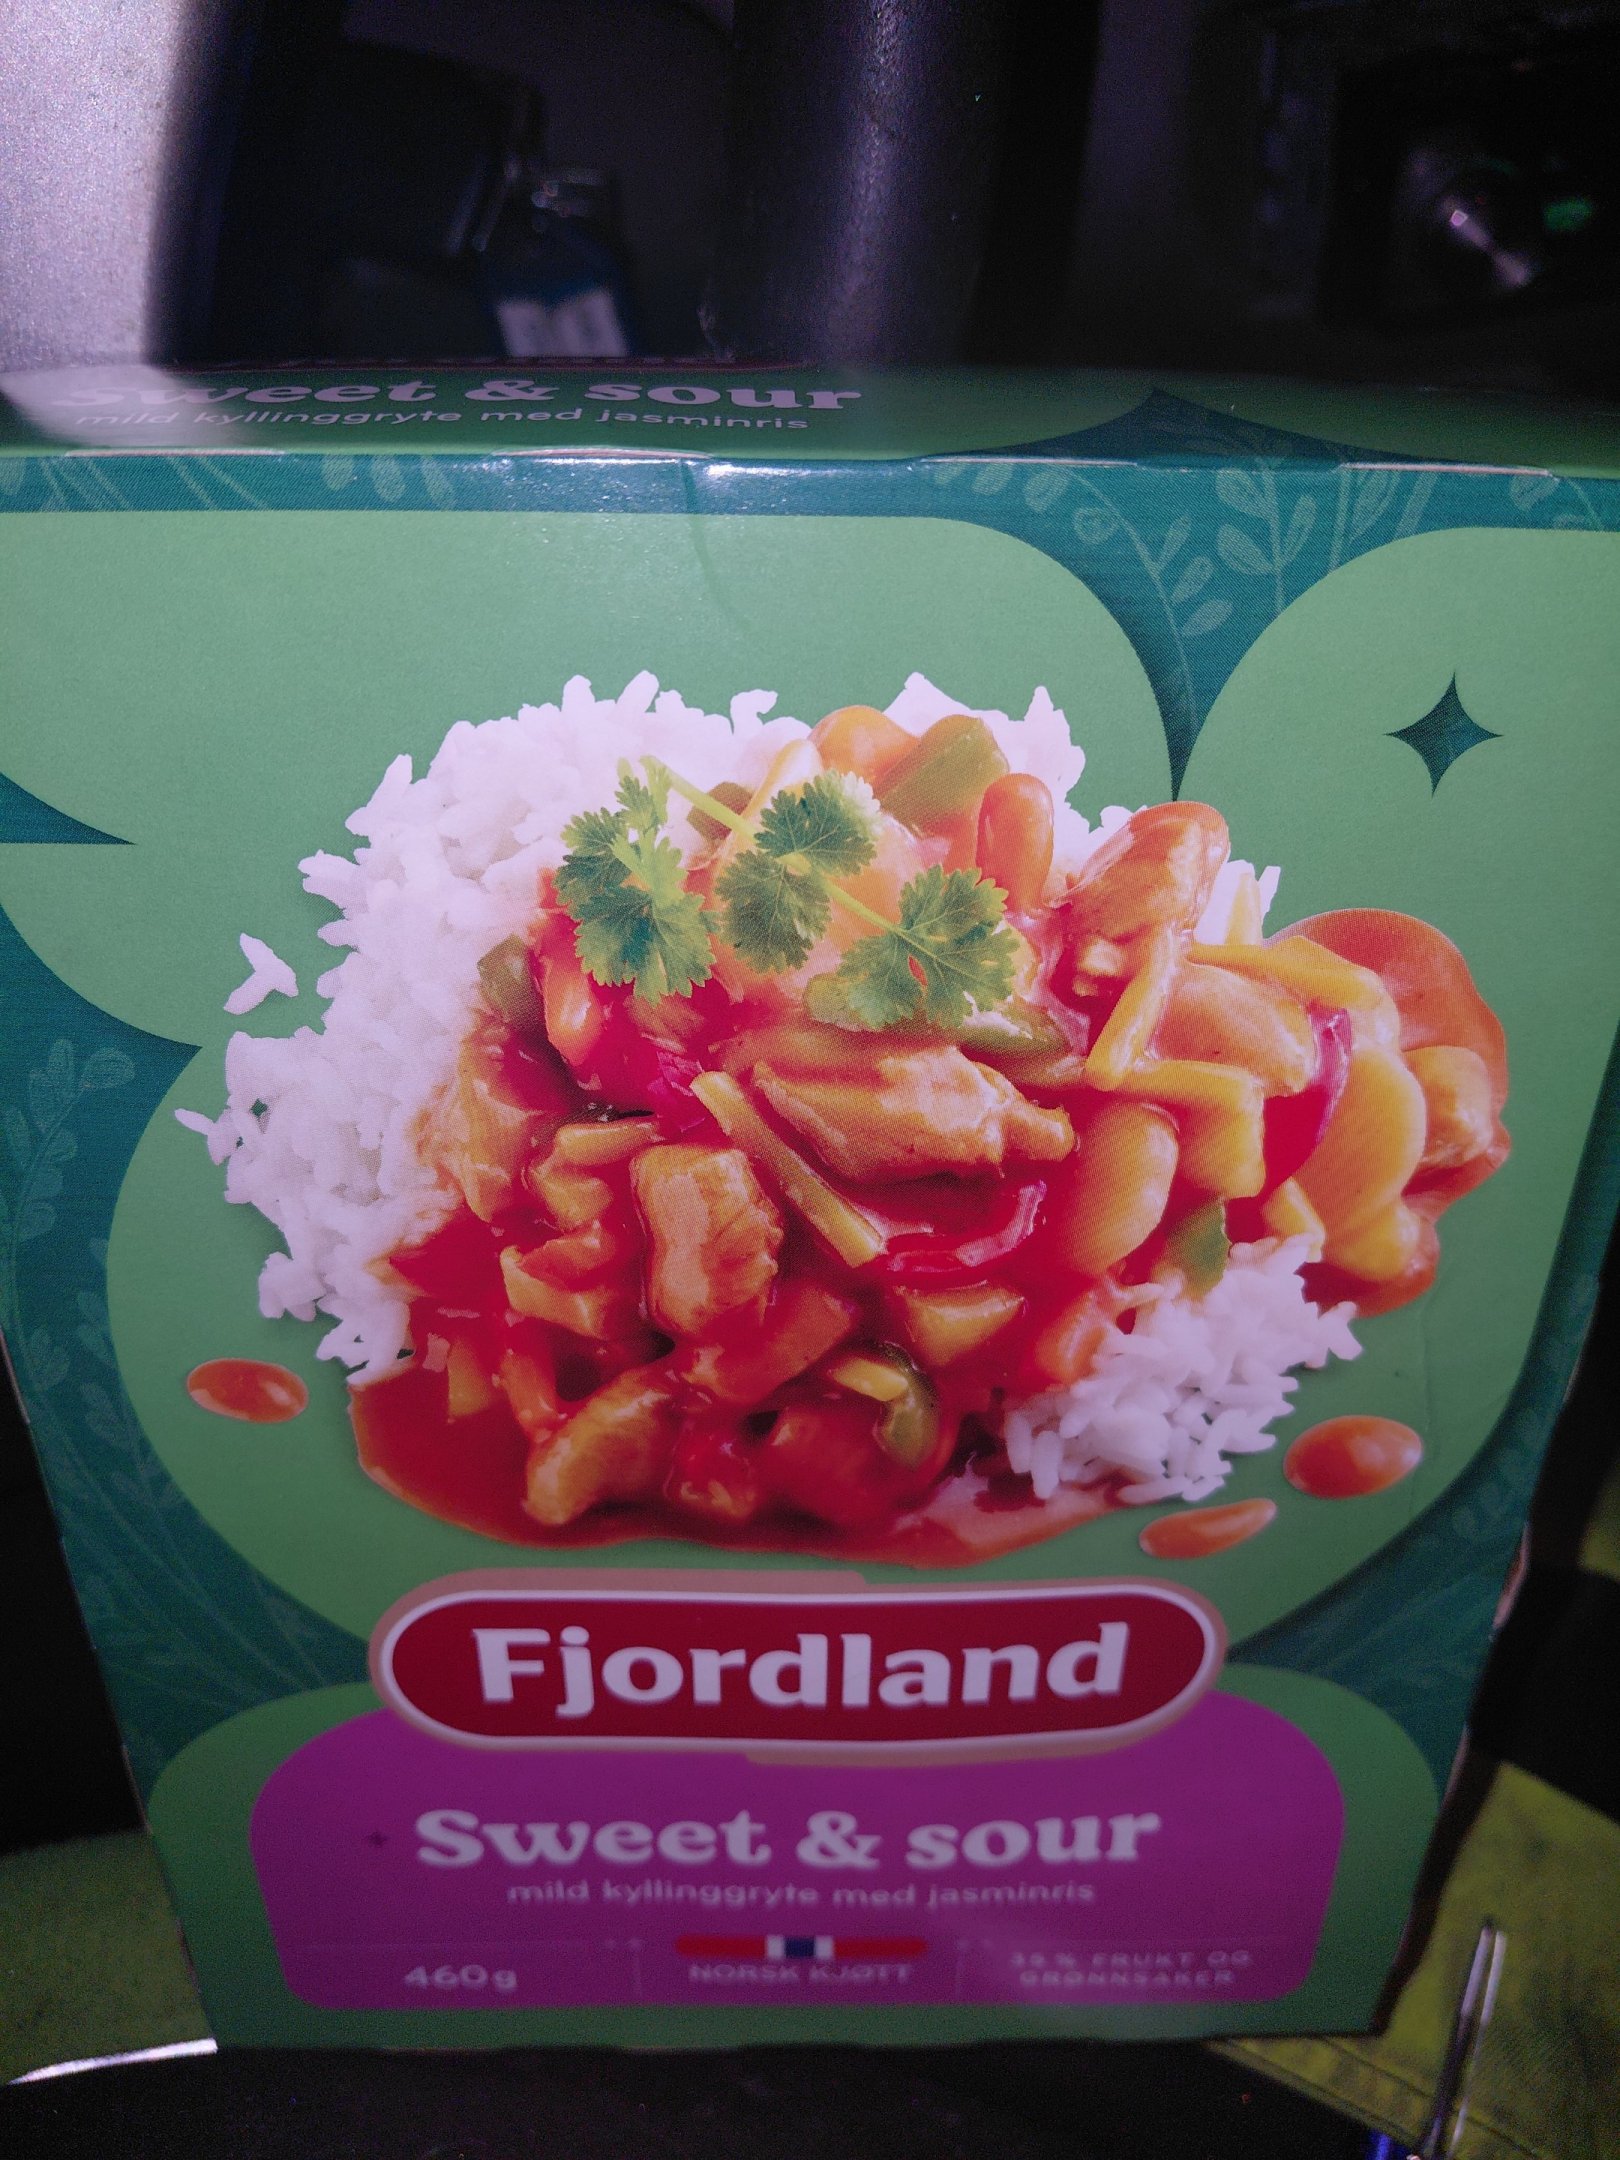 Sweet & sour
mild kyllinggryte med jasminris
Fjordland
Sweet & sour
mild kyllinggryte med jasminris
460g
NORSK KJØTT
% FRUKT OG
GRØNNSAKER